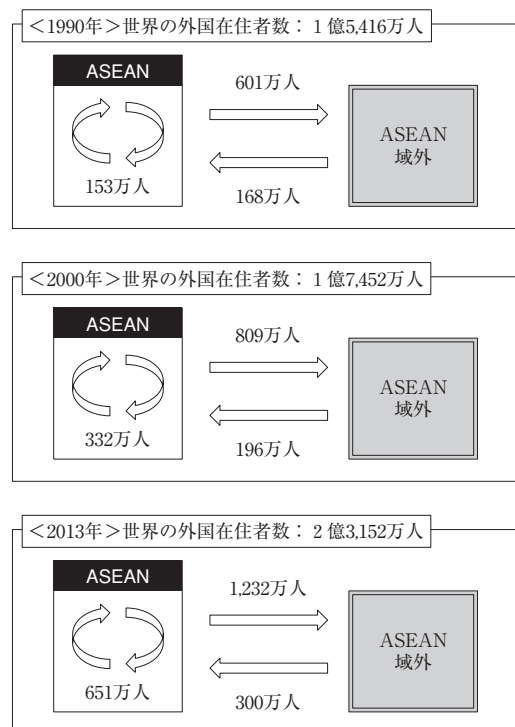 ＜1990年＞世界の外国在住者数：１億5,416万人
ASEAN
601万人
ASEAN
域外
153万人
168万人
＜2000年＞世界の外国在住者数：１億7,452万人
ASEAN
809万人
ASEAN
域外
332万人
196万人
＜2013年＞世界の外国在住者数：２億3,152万人
ASEAN
1,232万人
ASEAN
域外
651万人
300万人